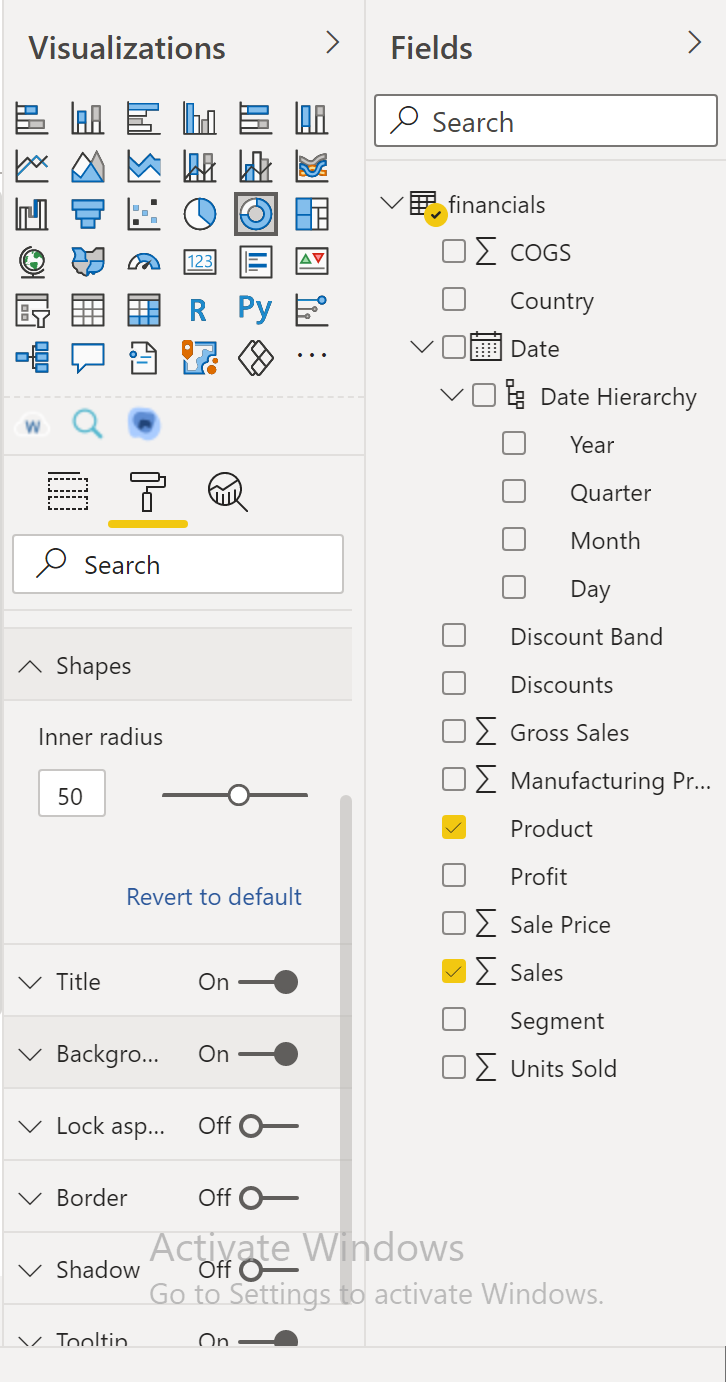 Visualizations
123
R
Py
...
W
Search
Shapes
Inner radius
50
Revert to default
Title On
Backgro... On
Lock asp... Off
Border Off
Shadow Off
Tooltip On
Fields
Search
financials
∑ COGS
Country
Date
Date Hierarchy
Year
Quarter
Month
Day
Discount Band
Discounts
∑ Gross Sales
∑ Manufacturing Pr...
Product
Profit
∑ Sale Price
∑ Sales
Segment
∑ Units Sold
Activate Windows
Go to Settings to activate Windows.